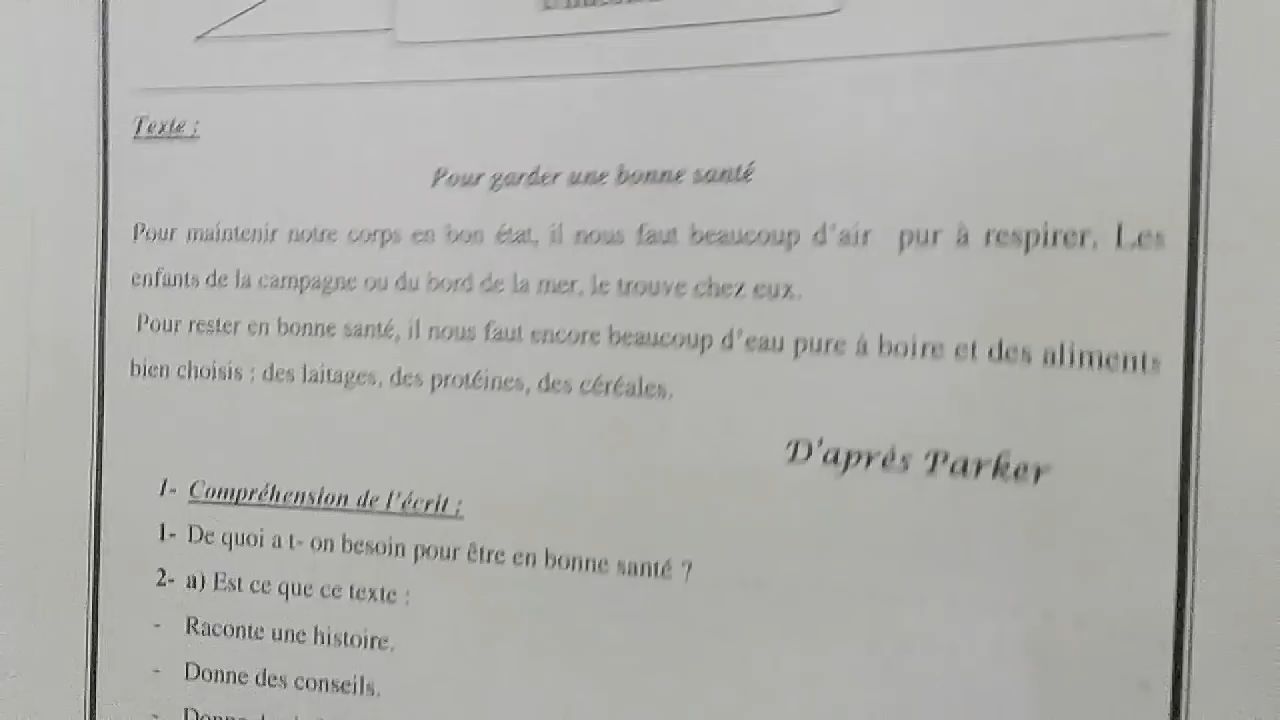 Texte :
Pour garder une bonne santé
Pour maintenir notre corps en bon état, il nous faut beaucoup d'air pur à respirer. Les
enfants de la campagne ou du bord de la mer, le trouve chez eux.
Pour rester en bonne santé, il nous faut encore beaucoup d'eau pure à boire et des aliments
bien choisis : des laitages, des protéines, des céréales.
D'après Parker
I- Compréhension de l'écrit :
1- De quoi a t- on besoin pour être en bonne santé ?
2- a) Est ce que ce texte :
- Raconte une histoire.
- Donne des conseils.